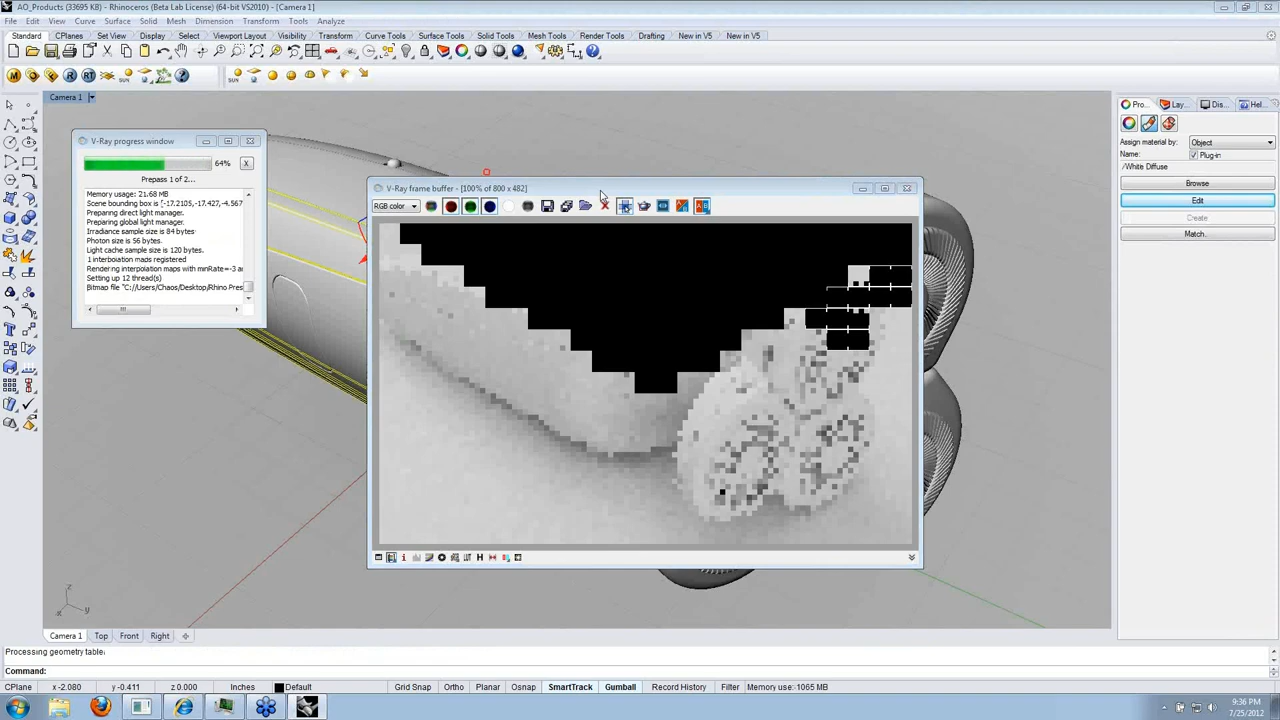 AO_Products (33695 KB) - Rhinoceros (Beta Lab License) (64-bit VS2010) - [Camera 1]
File Edit View Curve Surface Solid Mesh Dimension Transform Tools Analyze
Standard CPlanes Set View Display Select Viewport Layout Visibility Transform Curve Tools Surface Tools Solid Tools Mesh Tools Render Tools Drafting New in V5 New in V5
Camera 1
V-Ray progress window
64%
Prepass 1 of 2...
Memory usage: 21.68 MB
Scene bounding box is [-17.2105, -17.427, -4.567
Preparing direct light manager.
Preparing global light manager.
Irradiance sample size is 84 bytes
Photon size is 56 bytes.
Light cache sample size is 120 bytes.
1 interpolation maps registered
Rendering interpolation maps with minRate=-3 a
Setting up 12 thread(s)
Bitmap file "C://Users/Chaos/Desktop/Rhino Pres
V-Ray frame buffer - [100% of 800 x 482]
RGB color
Pro... Lay... Dis... Hel...
Assign material by: Object
Name: Plug-in
/White Diffuse
Browse
Edit
Create
Match..
Camera 1 Top Front Right
Processing geometry table.
Command:
CPlane x -2.080 y -0.411 z 0.000 Inches Default Grid Snap Ortho Planar Osnap SmartTrack Gumball Record History Filter Memory use: 1065 MB
9:36 PM
7/25/2012